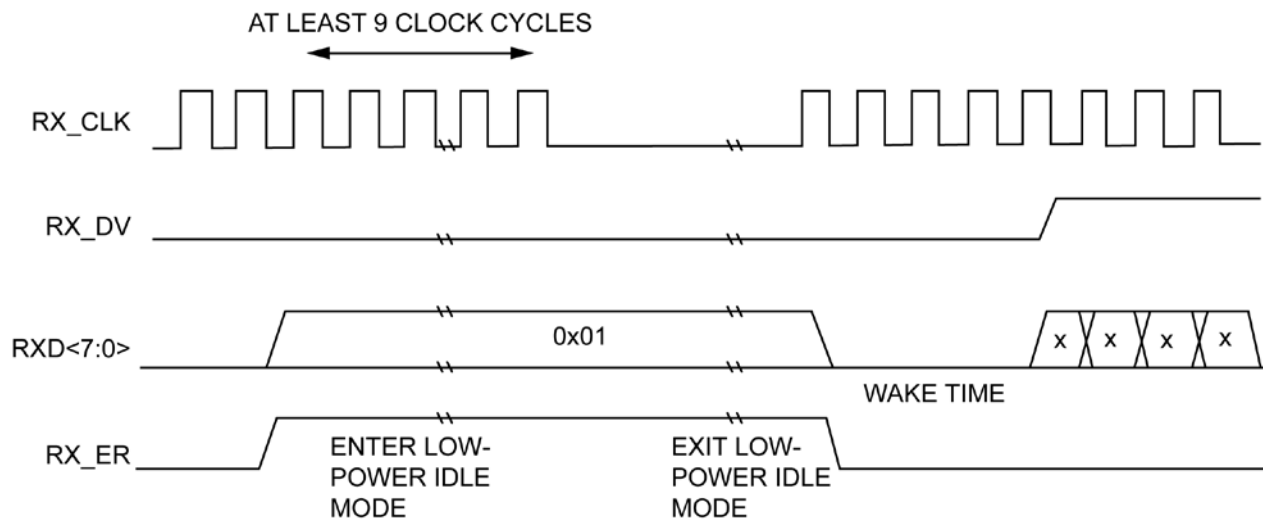 AT LEAST 9 CLOCK CYCLES
RX_CLK
RX_DV
RXD<7:0>
0x01
x x x x
WAKE TIME
RX_ER
ENTER LOW-
POWER IDLE
MODE
EXIT LOW-
POWER IDLE
MODE